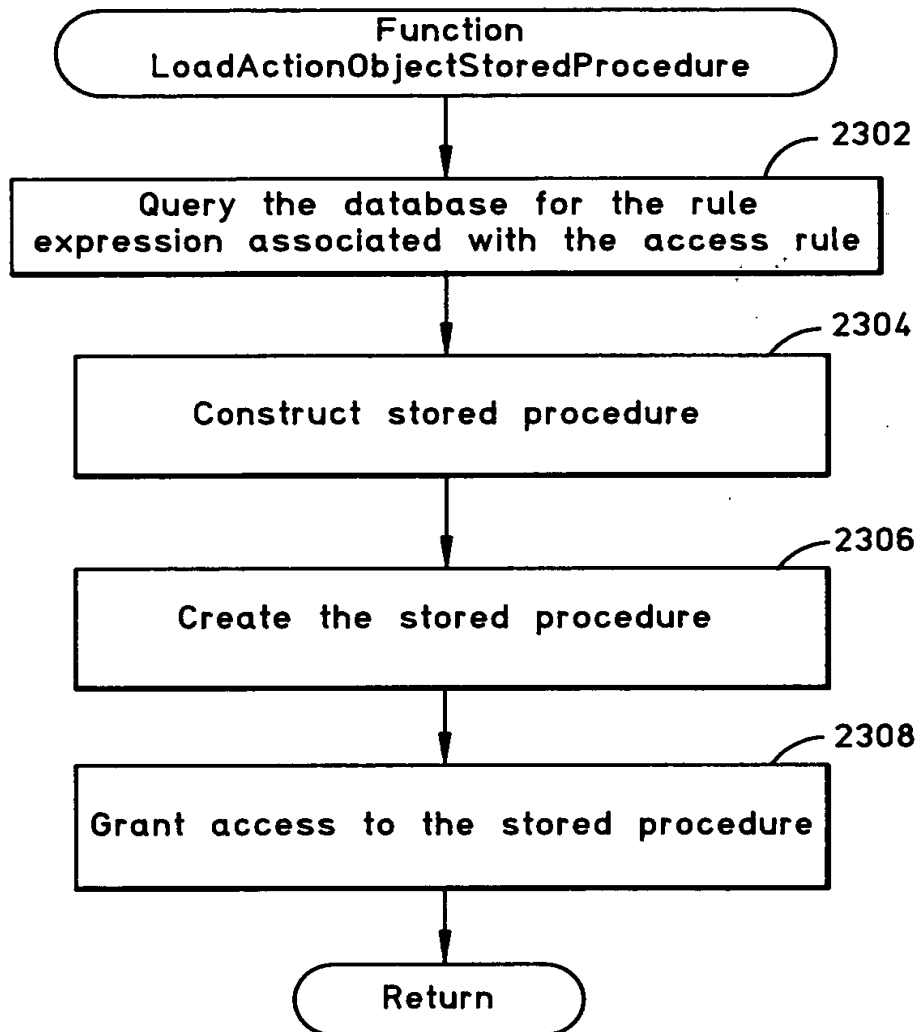 Function
LoadActionObjectStoredProcedure
2302
Query the database for the rule
expression associated with the access rule
2304
Construct stored procedure
2306
Create the stored procedure
2308
Grant access to the stored procedure
Return